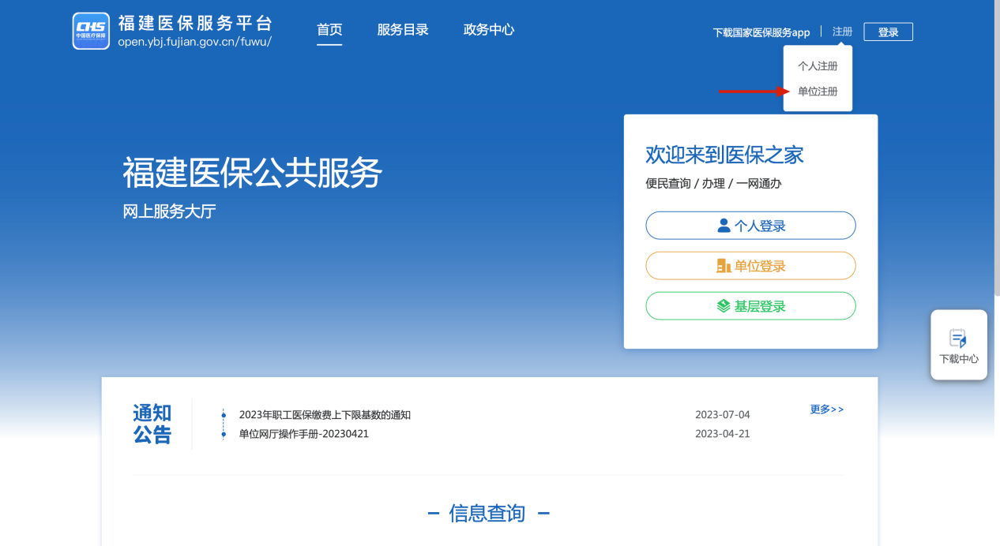 CHS
中国医疗保障
福建医保服务平台
open.ybj.fujian.gov.cn/fuwu/
首页 服务目录 政务中心
下载国家医保服务app 注册 登录
个人注册
单位注册
福建医保公共服务
网上服务大厅
欢迎来到医保之家
便民查询 / 办理 / 一网通办
个人登录
单位登录
基层登录
下载中心
通知
公告
2023年职工医保缴费上下限基数的通知 2023-07-04 更多>>
单位网厅操作手册-20230421 2023-04-21
信息查询